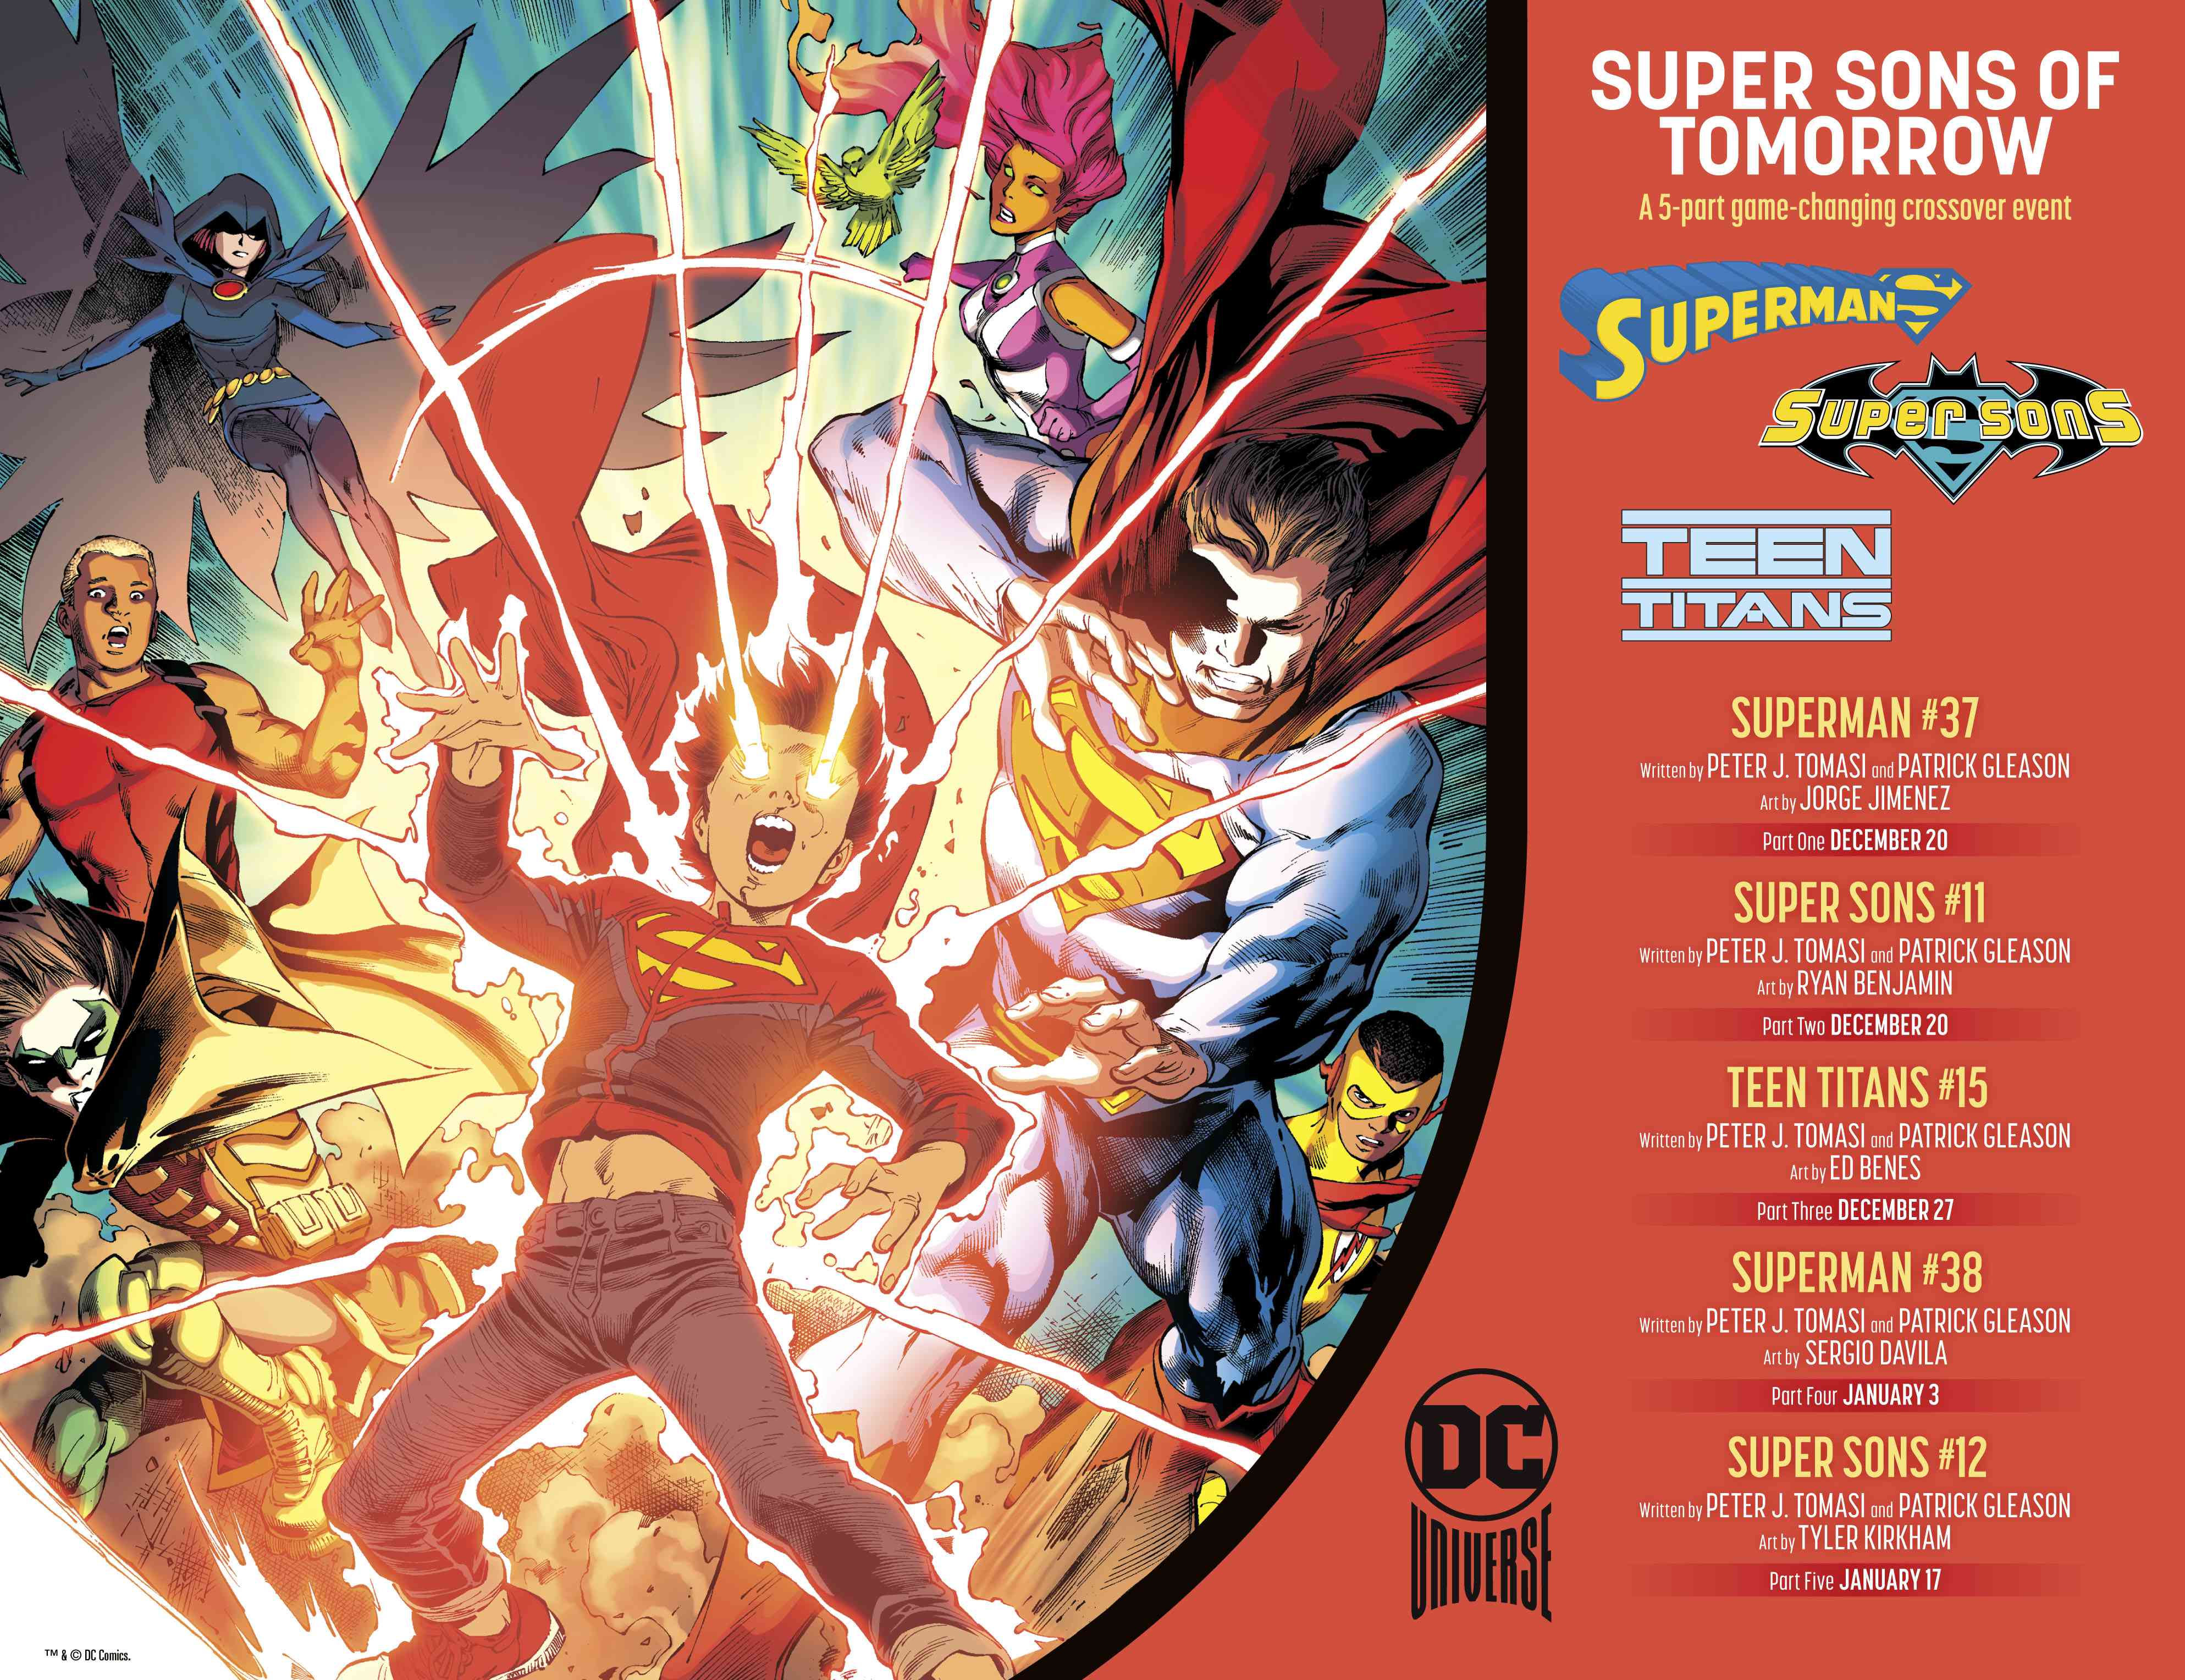 SUPER SONS OF
TOMORROW
A 5-part game-changing crossover event
SUPERMAN
SUPER SONS
TEEN
TITANS
SUPERMAN #37
Written by PETER J. TOMASI and PATRICK GLEASON
Art by JORGE JIMENEZ
Part One DECEMBER 20
SUPER SONS #11
Written by PETER J. TOMASI and PATRICK GLEASON
Art by RYAN BENJAMIN
Part Two DECEMBER 20
TEEN TITANS #15
Written by PETER J. TOMASI and PATRICK GLEASON
Art by ED BENES
Part Three DECEMBER 27
SUPERMAN #38
Written by PETER J. TOMASI and PATRICK GLEASON
Art by SERGIO DAVILA
Part Four JANUARY 3
SUPER SONS #12
Written by PETER J. TOMASI and PATRICK GLEASON
Art by TYLER KIRKHAM
Part Five JANUARY 17
DC
UNIVERSE
™ & © DC Comics.